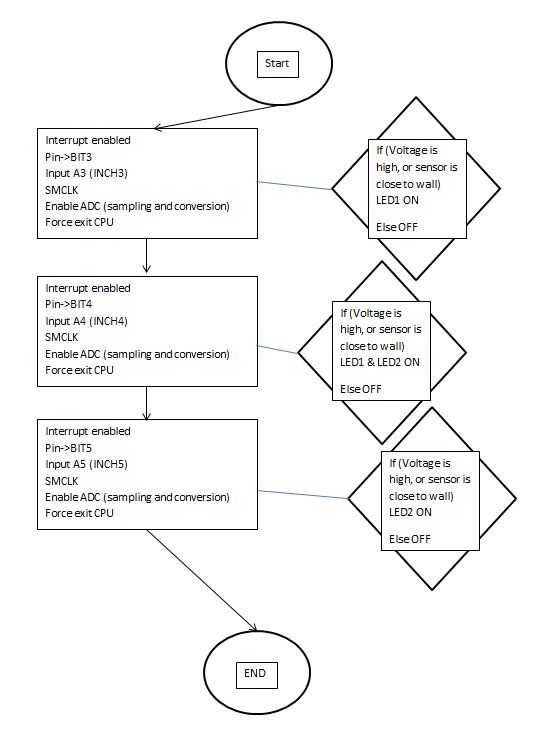 Start
Interrupt enabled
Pin->BIT3
Input A3 (INCH3)
SMCLK
Enable ADC (sampling and conversion)
Force exit CPU
If (Voltage is
high, or sensor is
close to wall)
LED1 ON
Else OFF
Interrupt enabled
Pin->BIT4
Input A4 (INCH4)
SMCLK
Enable ADC (sampling and conversion)
Force exit CPU
If (Voltage is
high, or sensor is
close to wall)
LED1 & LED2 ON
Else OFF
Interrupt enabled
Pin->BIT5
Input A5 (INCH5)
SMCLK
Enable ADC (sampling and conversion)
Force exit CPU
If (Voltage is
high, or sensor is
close to wall)
LED2 ON
Else OFF
END